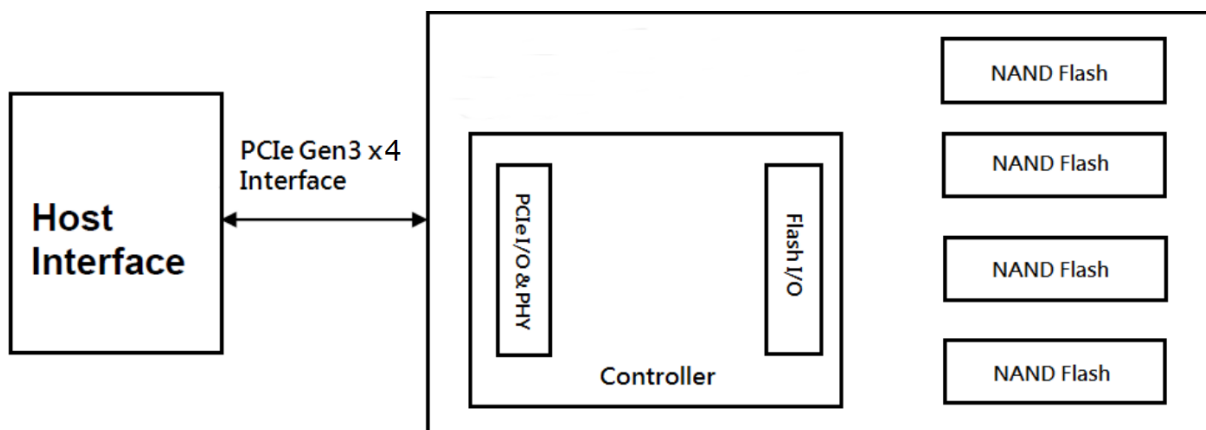 Host
Interface
PCIe Gen3 x4
Interface
PCIe I/O & PHY
Flash I/O
Controller
NAND Flash
NAND Flash
NAND Flash
NAND Flash